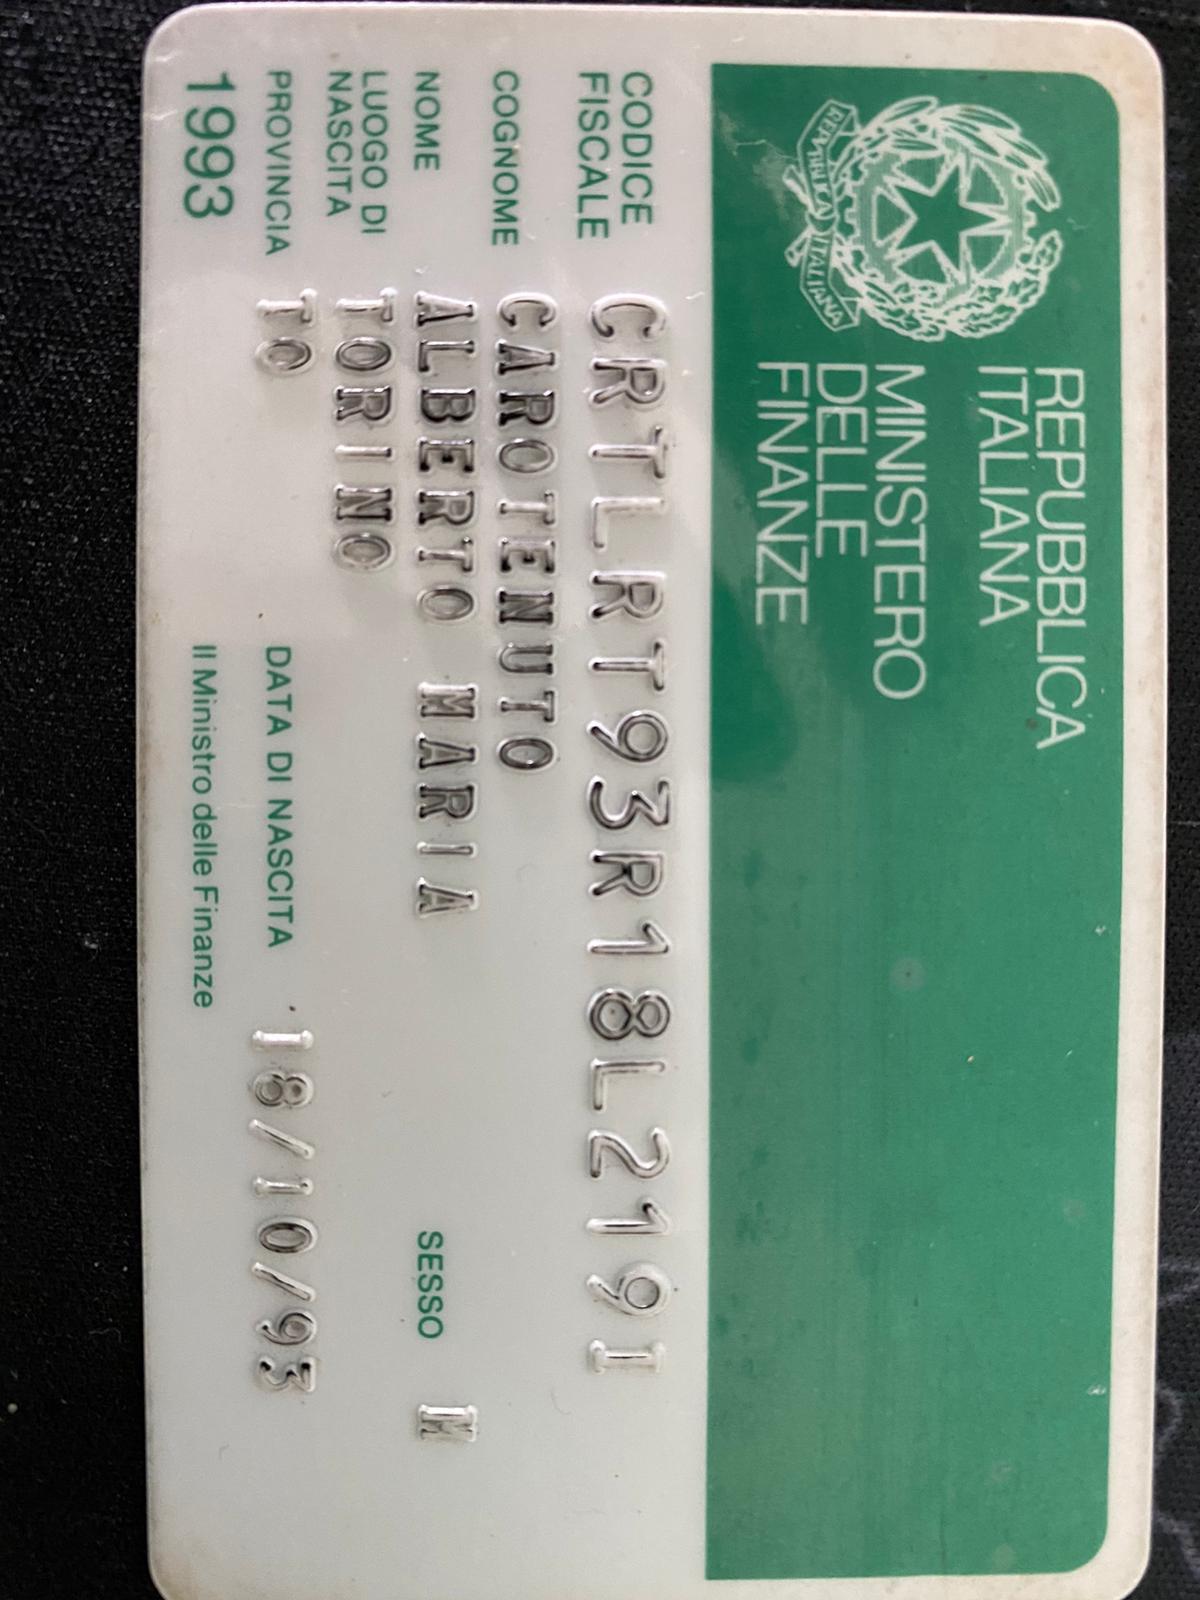 REPUBBLICA
ITALIANA
MINISTERO
DELLE
FINANZE
REPUBBLICA ITALIANA
CODICE
FISCALE CRTLRT93R18L219I
COGNOME CAROTENUTO
NOME ALBERTO MARIA SESSO M
LUOGO DI
NASCITA TORINO
PROVINCIA TO DATA DI NASCITA 18/10/93
1993 Il Ministro delle Finanze